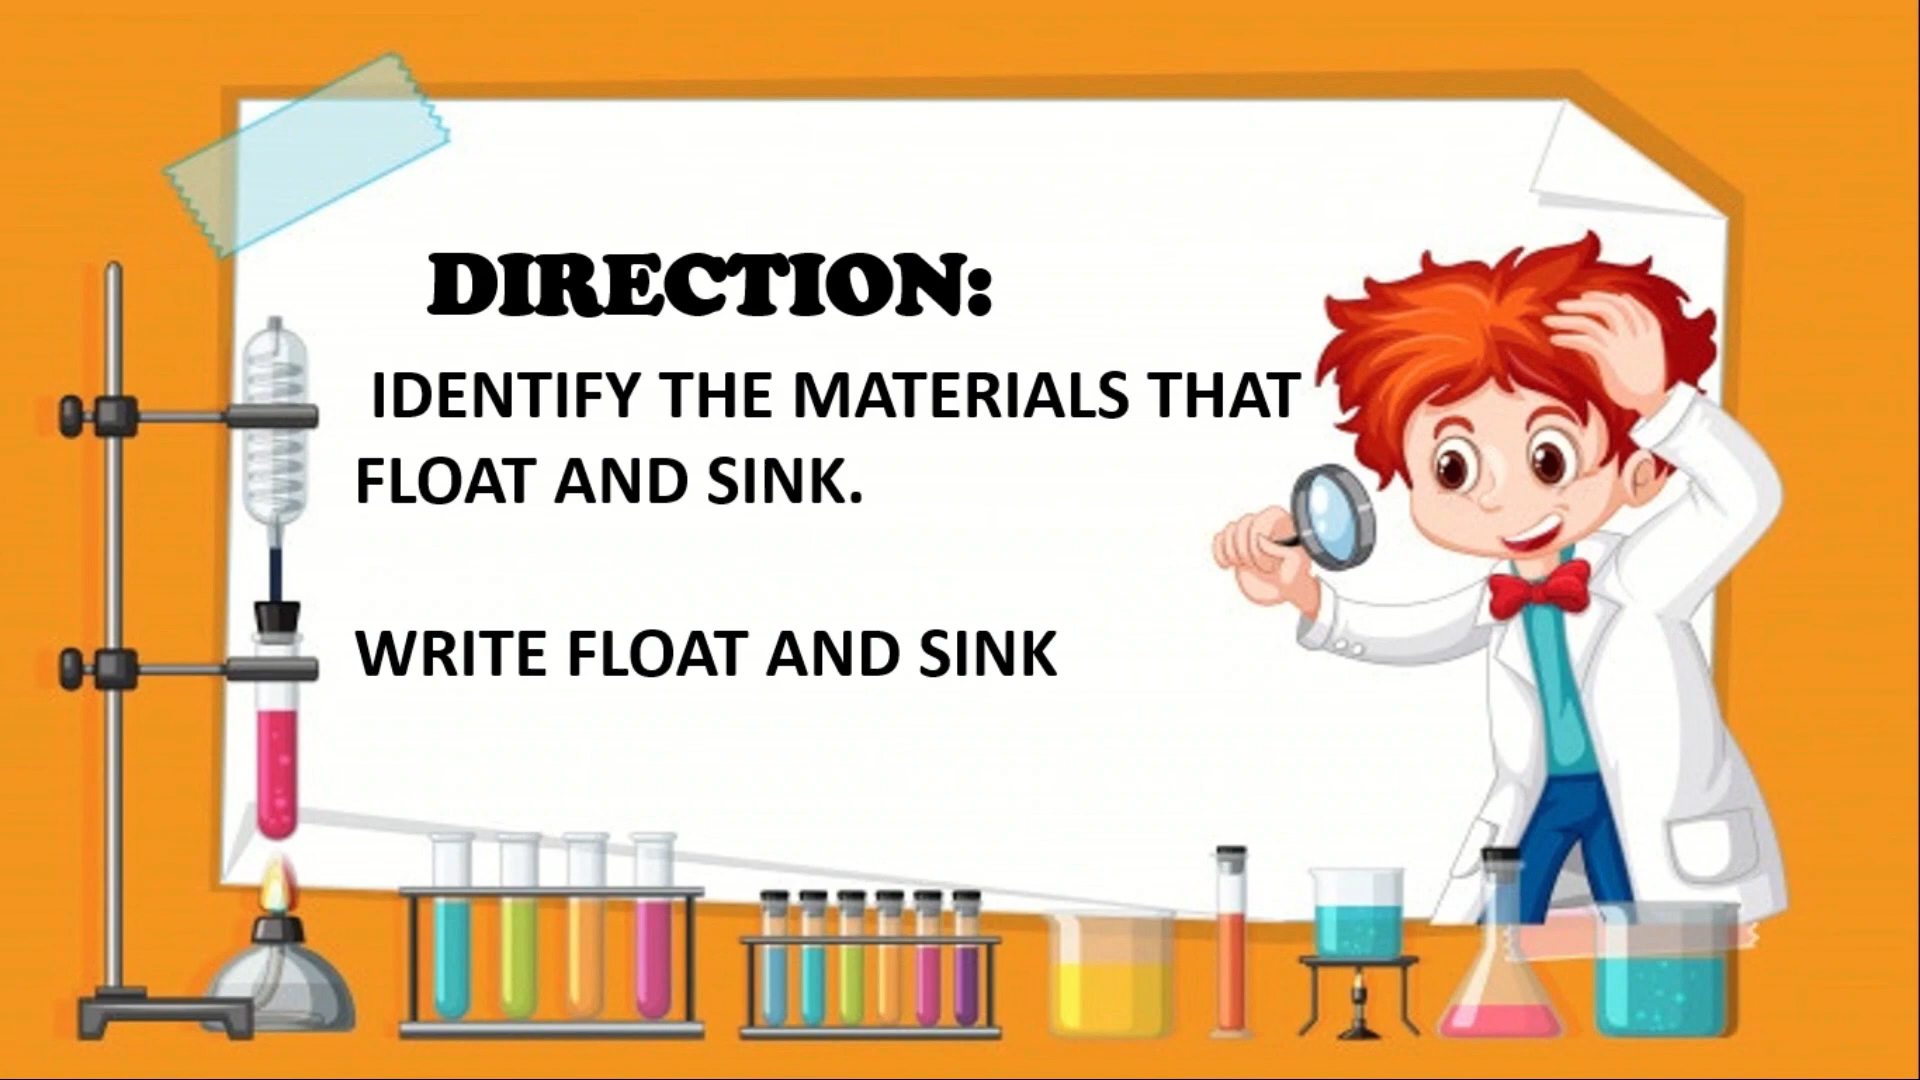 DIRECTION:
IDENTIFY THE MATERIALS THAT
FLOAT AND SINK.
WRITE FLOAT AND SINK